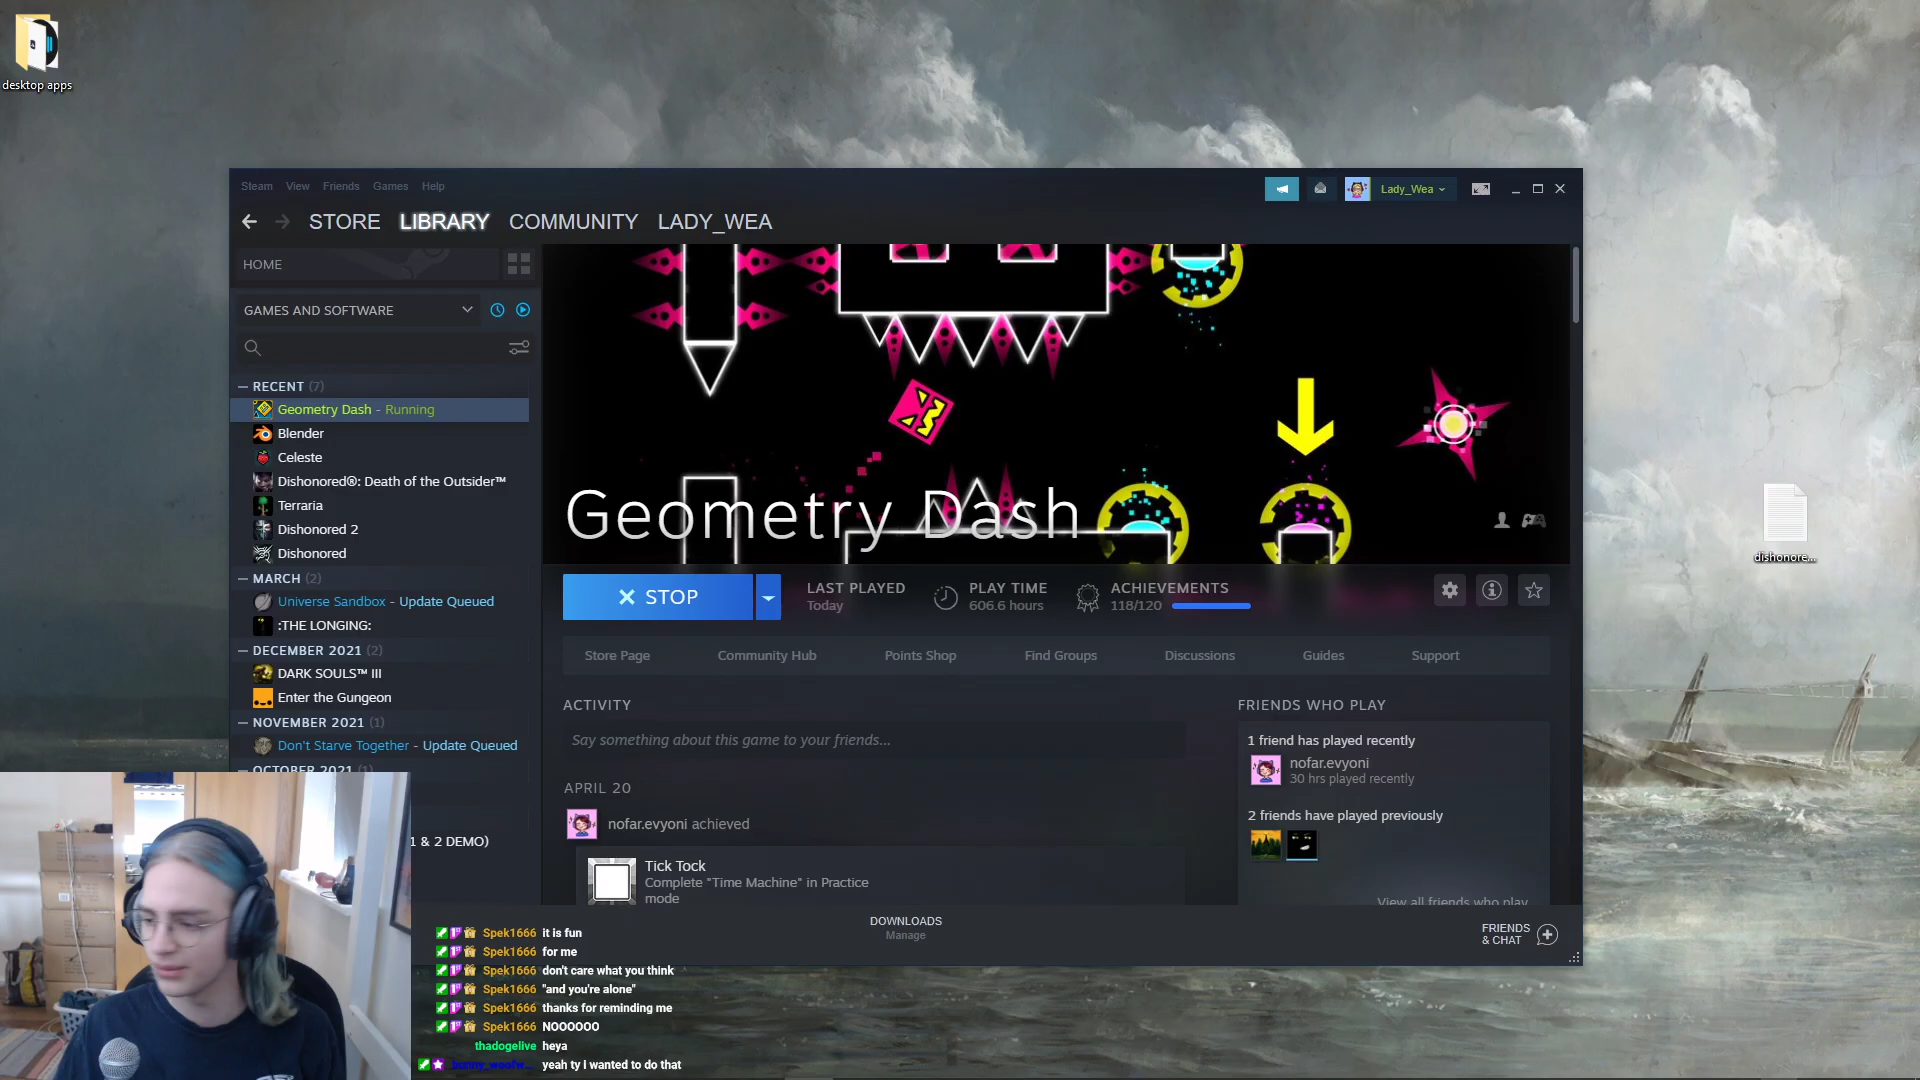 desktop apps
Steam View Friends Games Help
Lady_Wea
STORE LIBRARY COMMUNITY LADY_WEA
HOME
GAMES AND SOFTWARE
RECENT (7)
Geometry Dash - Running
Blender
Celeste
Dishonored®: Death of the Outsider™
Terraria
Dishonored 2
Dishonored
MARCH (2)
Universe Sandbox - Update Queued
:THE LONGING:
DECEMBER 2021 (2)
DARK SOULS™ III
Enter the Gungeon
NOVEMBER 2021 (1)
Don't Starve Together - Update Queued
OCTOBER 2021 (1)
1 & 2 DEMO)
Geometry Dash
STOP
LAST PLAYED
Today
PLAY TIME
606.6 hours
ACHIEVEMENTS
118/120
Store Page Community Hub Points Shop Find Groups Discussions Guides Support
ACTIVITY
Say something about this game to your friends...
APRIL 20
nofar.evyoni achieved
Tick Tock
Complete "Time Machine" in Practice
mode
FRIENDS WHO PLAY
1 friend has played recently
nofar.evyoni
30 hrs played recently
2 friends have played previously
View all friends who play
DOWNLOADS
Manage
FRIENDS
& CHAT
dishonore...
Spek1666 it is fun
Spek1666 for me
Spek1666 don't care what you think
Spek1666 "and you're alone"
Spek1666 thanks for reminding me
Spek1666 NOOOOOO
thadogelive heya
yeah ty I wanted to do that